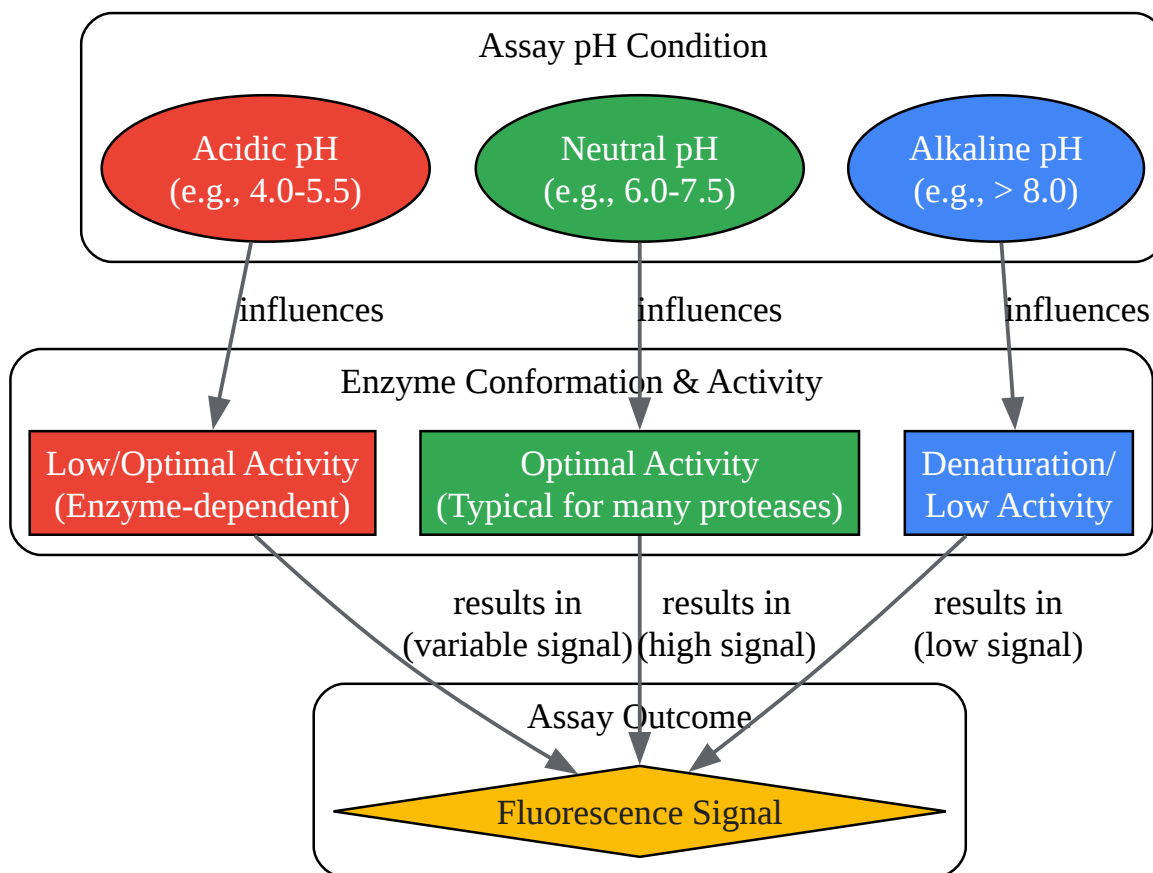 Assay pH Condition
Acidic pH
(e.g., 4.0-5.5)
Neutral pH
(e.g., 6.0-7.5)
Alkaline pH
(e.g., > 8.0)
influences
influences
influences
Enzyme Conformation & Activity
Low/Optimal Activity
(Enzyme-dependent)
Optimal Activity
(Typical for many proteases)
Denaturation/
Low Activity
results in
(variable signal)
results in
(high signal)
results in
(low signal)
Assay Outcome
Fluorescence Signal